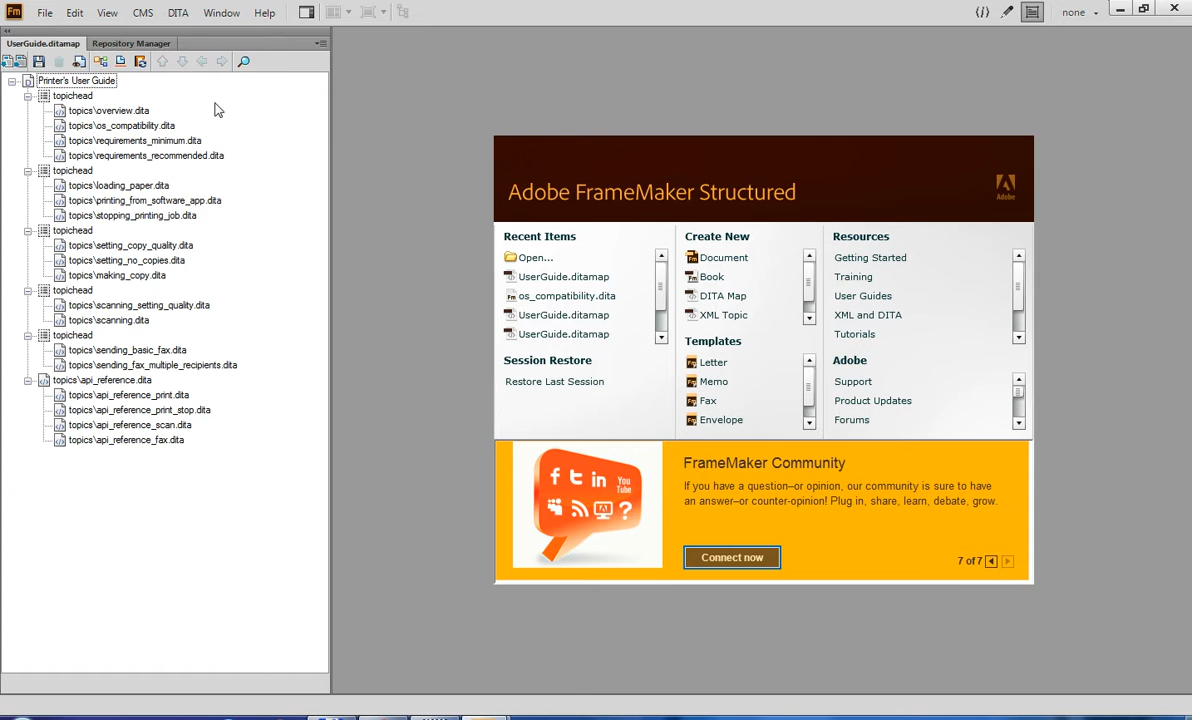 Fm File Edit View CMS DITA Window Help none
UserGuide.ditamap Repository Manager
Printer's User Guide
topichead
topics\overview.dita
topics\os_compatibility.dita
topics\requirements_minimum.dita
topics\requirements_recommended.dita
topichead
topics\loading_paper.dita
topics\printing_from_software_app.dita
topics\stopping_printing_job.dita
topichead
topics\setting_copy_quality.dita
topics\setting_no_copies.dita
topics\making_copy.dita
topichead
topics\scanning_setting_quality.dita
topics\scanning.dita
topichead
topics\sending_basic_fax.dita
topics\sending_fax_multiple_recipients.dita
topics\api_reference.dita
topics\api_reference_print.dita
topics\api_reference_print_stop.dita
topics\api_reference_scan.dita
topics\api_reference_fax.dita
Adobe FrameMaker Structured
Adobe
Recent Items
Open...
UserGuide.ditamap
os_compatibility.dita
UserGuide.ditamap
UserGuide.ditamap
Session Restore
Restore Last Session
Create New
Document
Book
DITA Map
XML Topic
Templates
Letter
Memo
Fax
Envelope
Resources
Getting Started
Training
User Guides
XML and DITA
Tutorials
Adobe
Support
Product Updates
Forums
f t in You Tube
?
FrameMaker Community
If you have a question–or opinion, our community is sure to have
an answer–or counter-opinion! Plug in, share, learn, debate, grow.
Connect now
7 of 7